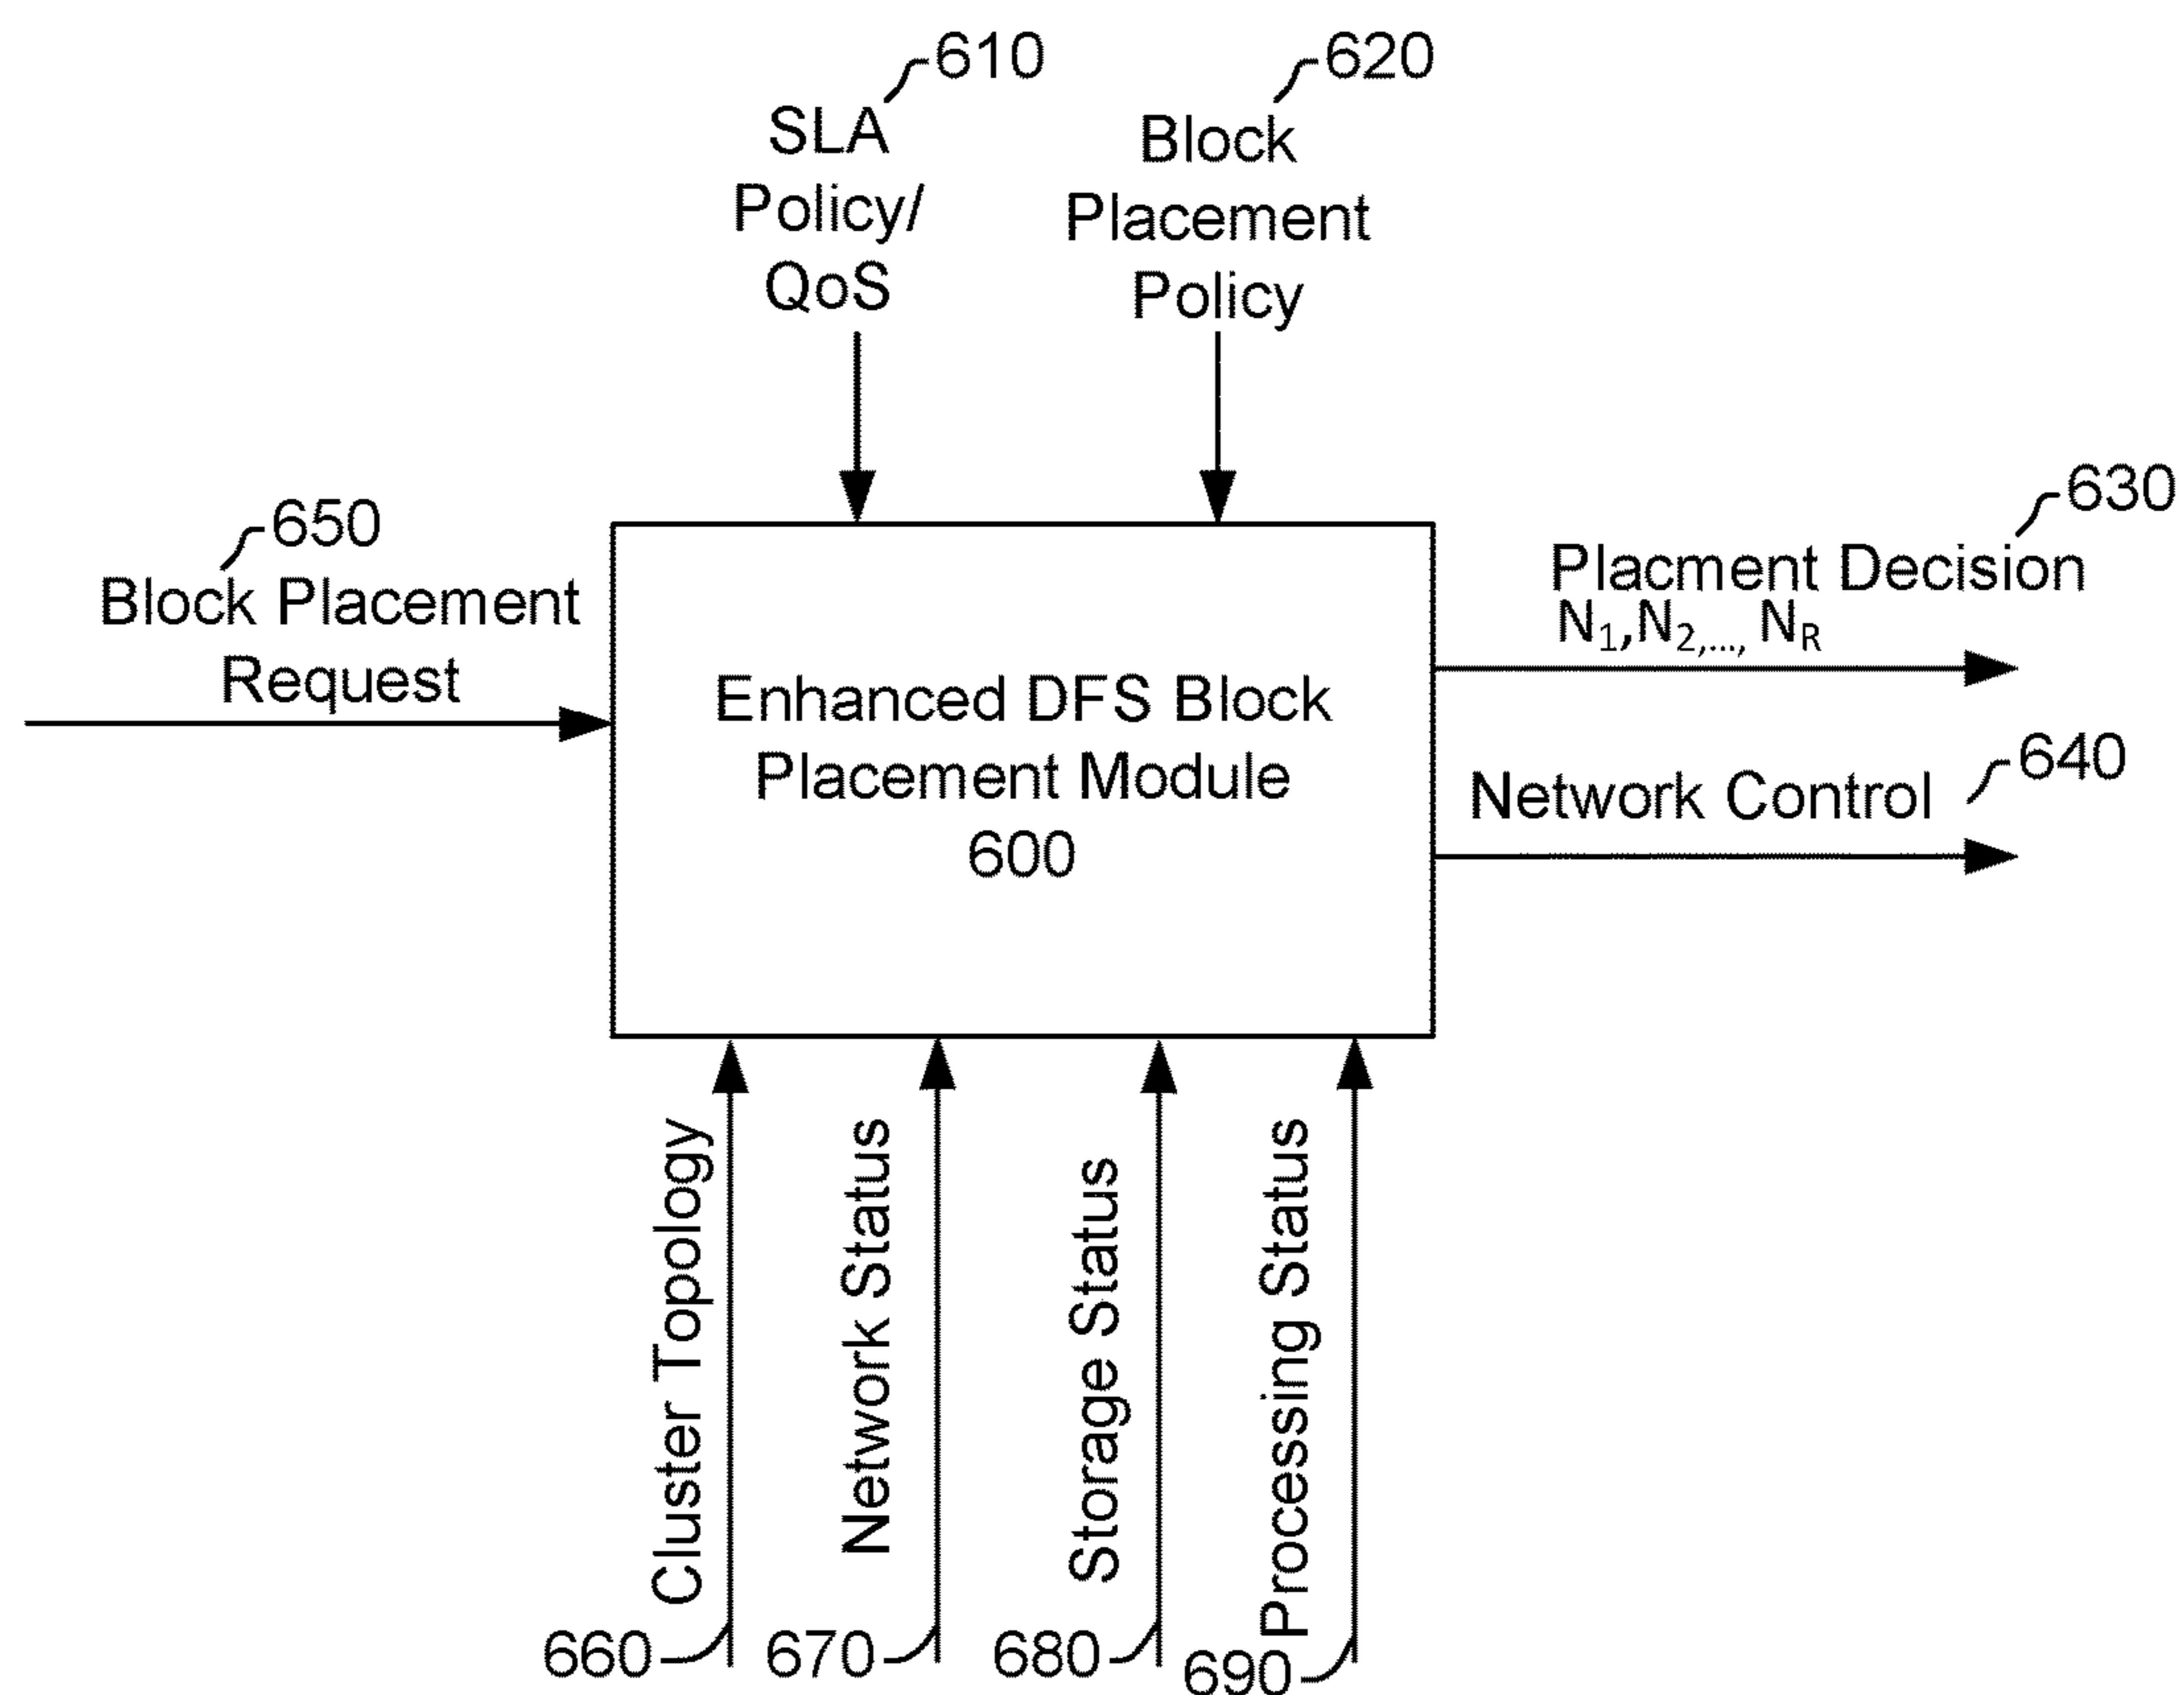 610
SLA
Policy/
QoS
620
Block
Placement
Policy
650
Block Placement
Request
630
Placment Decision
N1,N2,..., NR
640
Network Control
Enhanced DFS Block
Placement Module
600
Cluster Topology
Network Status
Storage Status
Processing Status
660
670
680
690